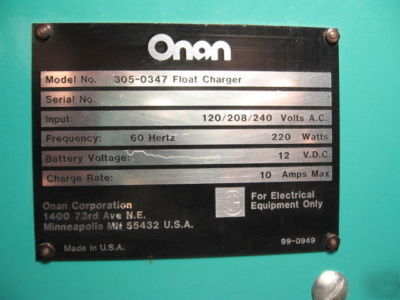 Onan
Model No. 305-0347 Float Charger
Serial No.
Input: 120/208/240 Volts A.C.
Frequency: 60 Hertz 220 Watts
Battery Voltage: 12 V.D.C.
Charge Rate: 10 Amps Max
Onan Corporation
1400 73rd Ave N.E.
Minneapolis MN 55432 U.S.A.
For Electrical
Equipment Only
Made in U.S.A.
99-0949